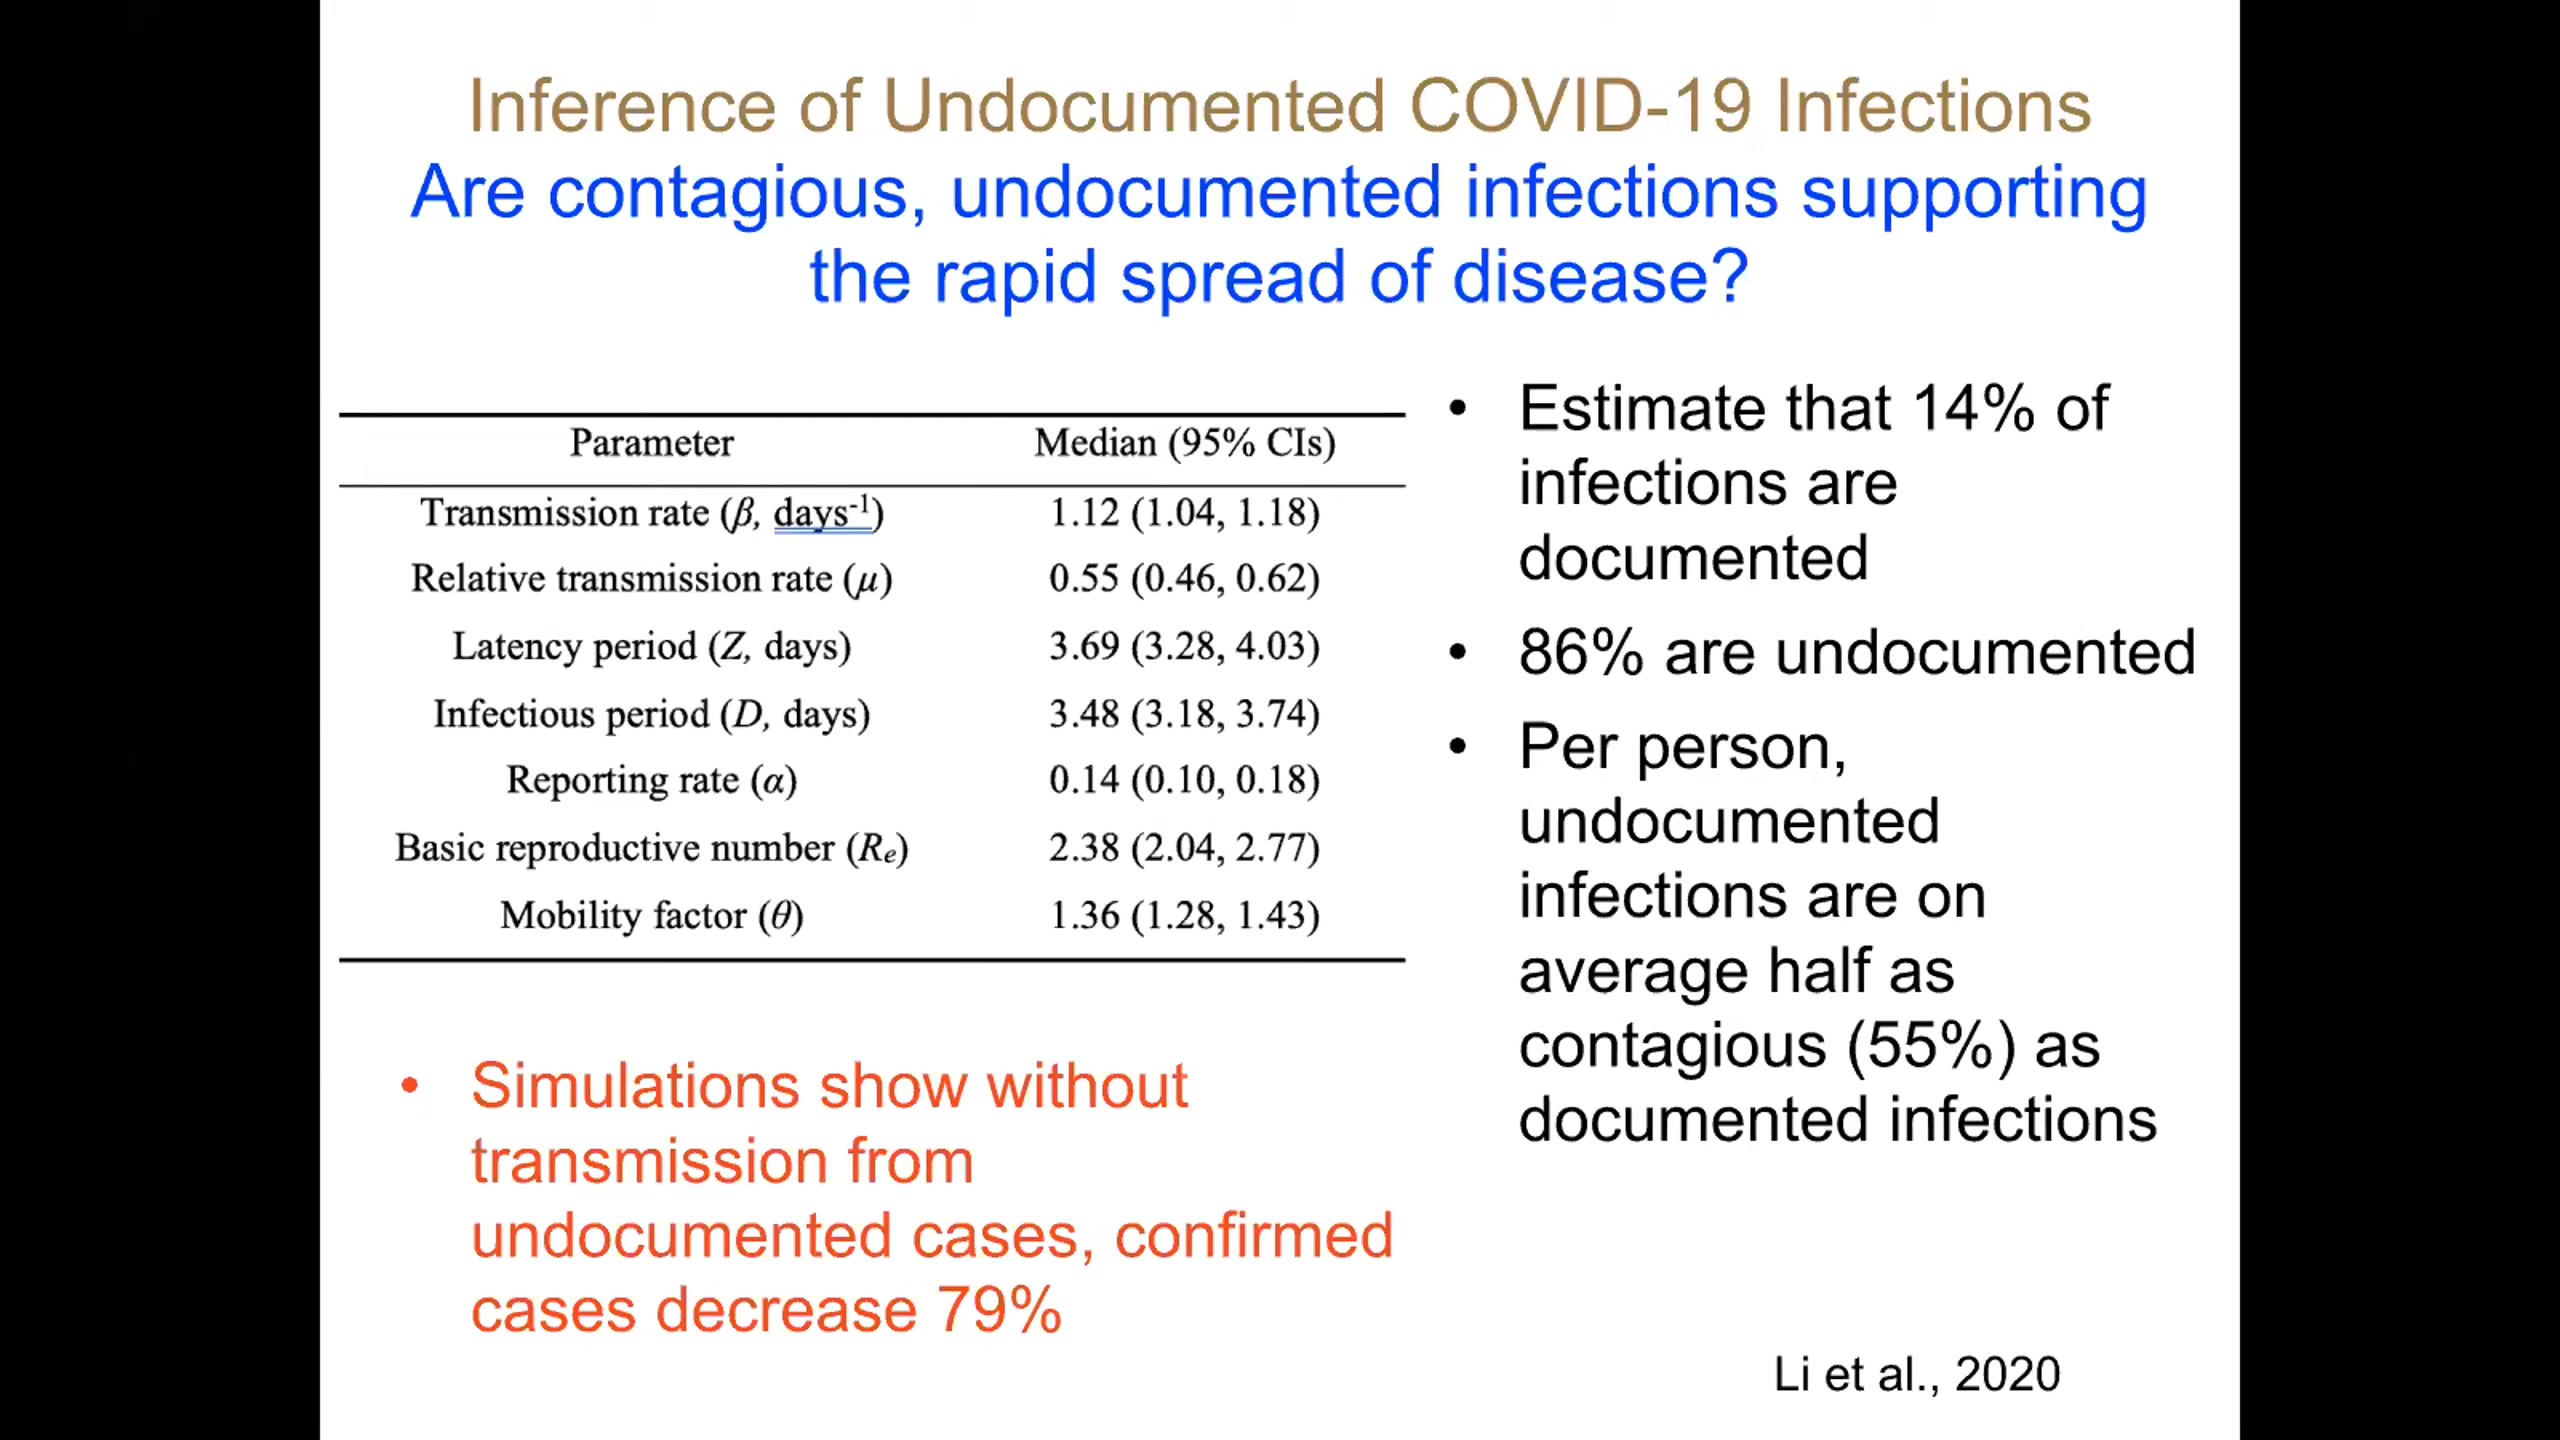 Inference of Undocumented COVID-19 Infections
Are contagious, undocumented infections supporting
the rapid spread of disease?
Parameter Median (95% CIs)
Transmission rate (β, days⁻¹) 1.12 (1.04, 1.18)
Relative transmission rate (μ) 0.55 (0.46, 0.62)
Latency period (Z, days) 3.69 (3.28, 4.03)
Infectious period (D, days) 3.48 (3.18, 3.74)
Reporting rate (α) 0.14 (0.10, 0.18)
Basic reproductive number (Rₑ) 2.38 (2.04, 2.77)
Mobility factor (θ) 1.36 (1.28, 1.43)
• Simulations show without
transmission from
undocumented cases, confirmed
cases decrease 79%
• Estimate that 14% of
infections are
documented
• 86% are undocumented
• Per person,
undocumented
infections are on
average half as
contagious (55%) as
documented infections
Li et al., 2020